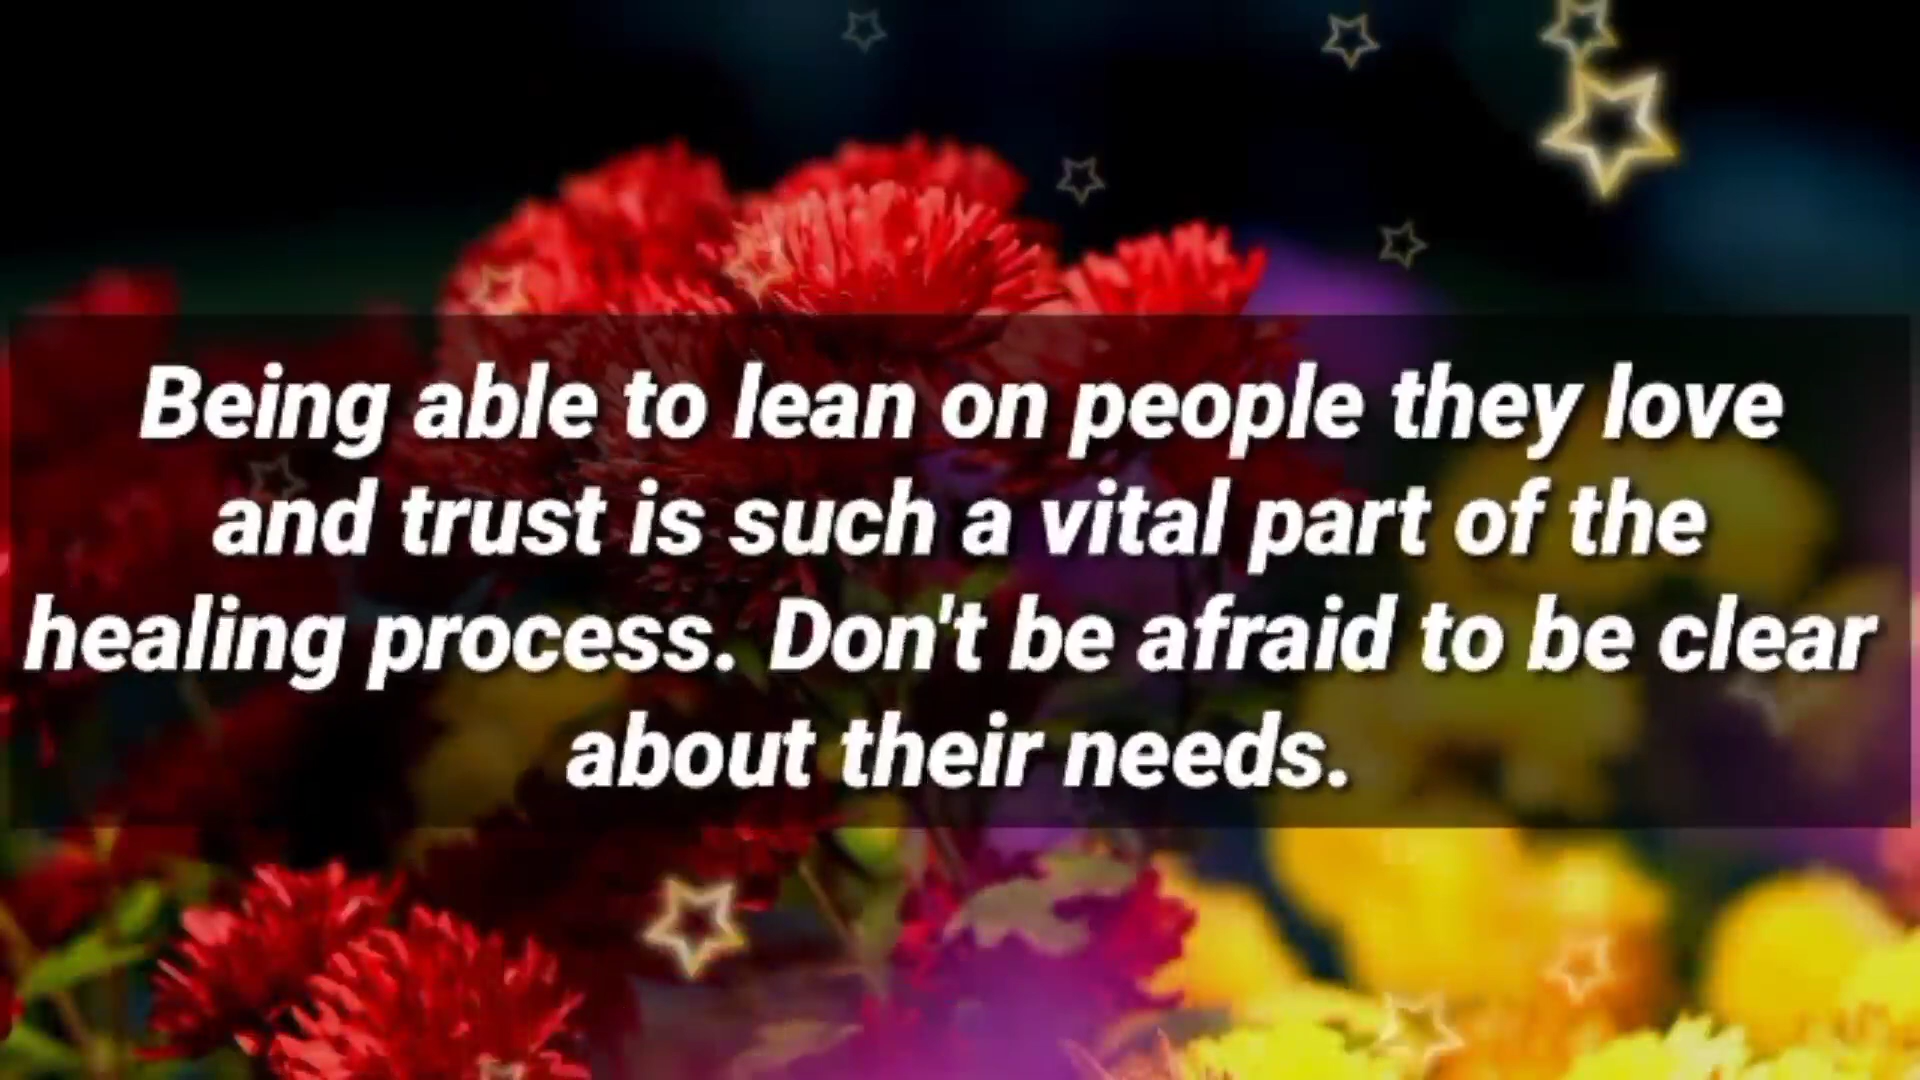 Being able to lean on people they love
and trust is such a vital part of the
healing process. Don't be afraid to be clear
about their needs.